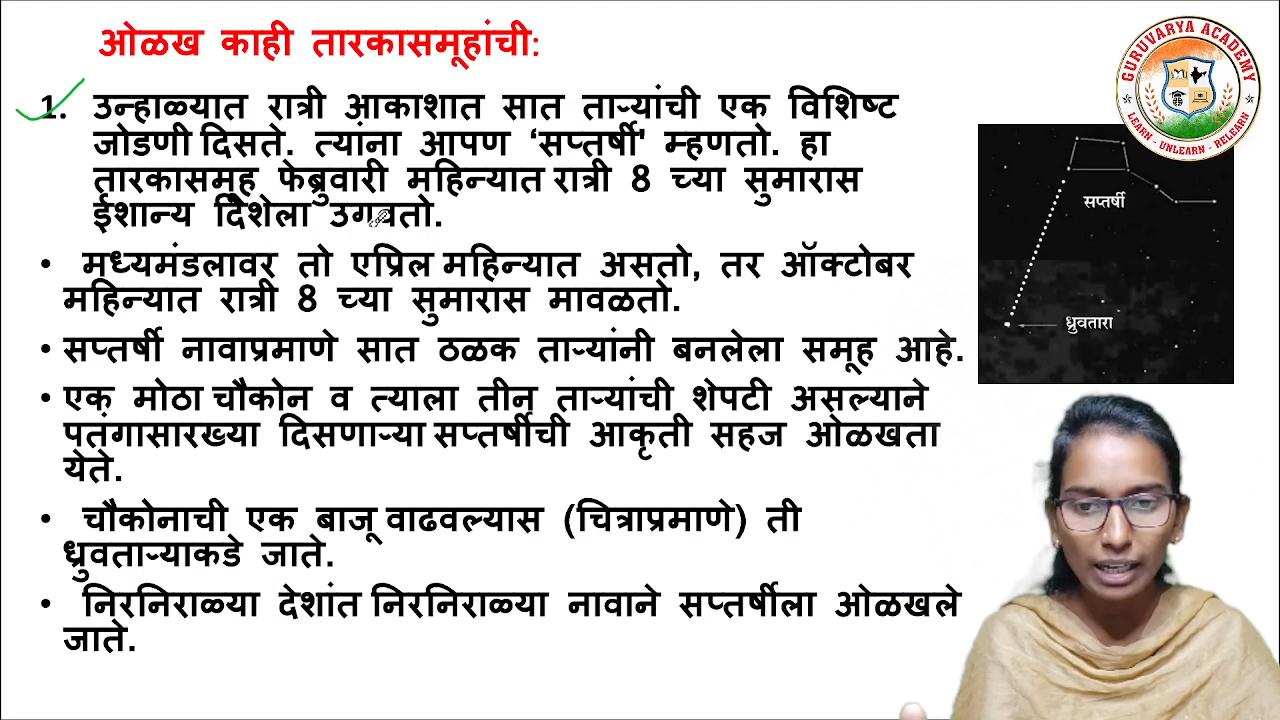 ओळख काही तारकासमूहांची:
1. उन्हाळ्यात रात्री आकाशात सात ताऱ्यांची एक विशिष्ट
जोडणी दिसते. त्यांना आपण ‘सप्तर्षी' म्हणतो. हा
तारकासमूह फेब्रुवारी महिन्यात रात्री 8 च्या सुमारास
ईशान्य दिशेला उगवतो.
• मध्यमंडलावर तो एप्रिल महिन्यात असतो, तर ऑक्टोबर
महिन्यात रात्री 8 च्या सुमारास मावळतो.
• सप्तर्षी नावाप्रमाणे सात ठळक ताऱ्यांनी बनलेला समूह आहे.
• एक मोठा चौकोन व त्याला तीन ताऱ्यांची शेपटी असल्याने
पतंगासारख्या दिसणाऱ्या सप्तर्षीची आकृती सहज ओळखता
येते.
• चौकोनाची एक बाजू वाढवल्यास (चित्राप्रमाणे) ती
ध्रुवताऱ्याकडे जाते.
• निरनिराळ्या देशांत निरनिराळ्या नावाने सप्तर्षीला ओळखले
जाते.
GURUVARYA ACADEMY
LEARN - UNLEARN - RELEARN
सप्तर्षी
ध्रुवतारा